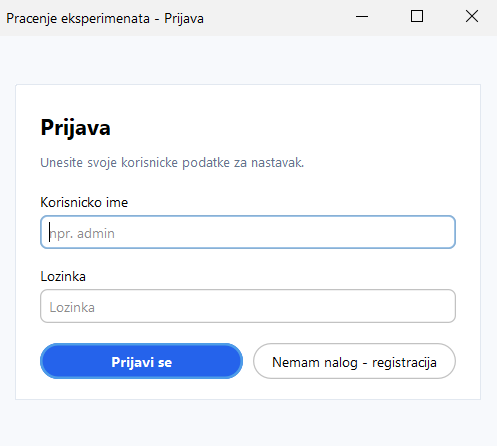 Pracenje eksperimenata - Prijava
Prijava
Unesite svoje korisnicke podatke za nastavak.
Korisnicko ime
npr. admin
Lozinka
Lozinka
Prijavi se
Nemam nalog - registracija